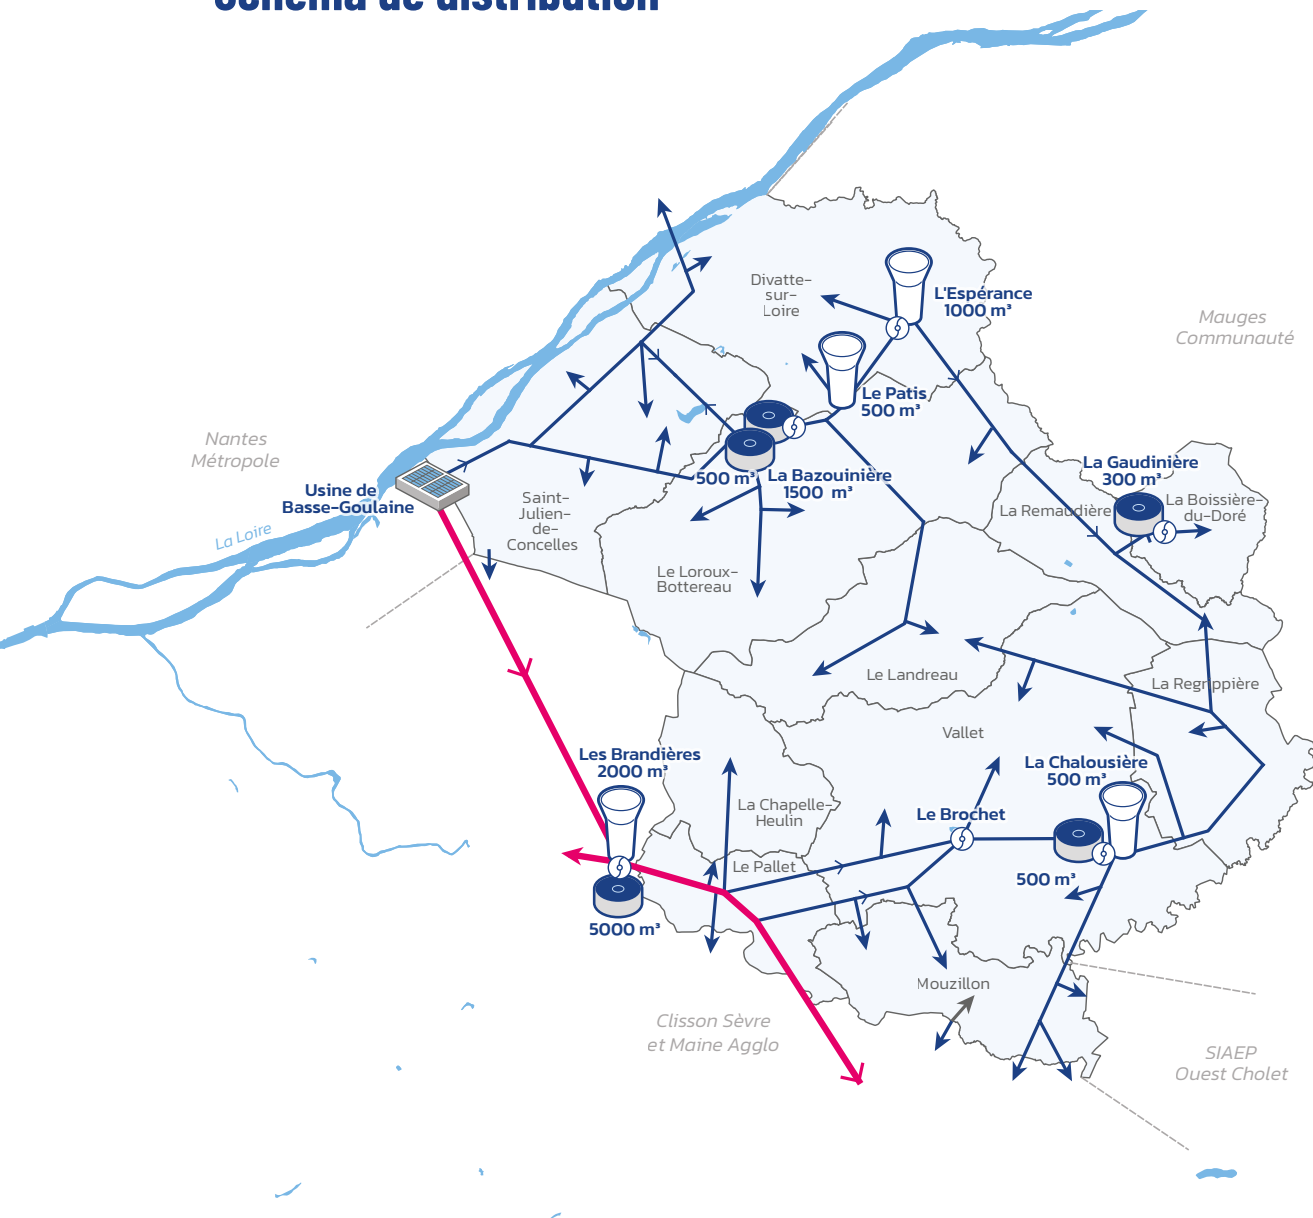 Schéma de distribution
Divatte-
sur-
Loire
L'Espérance
1000 m³
Mauges
Communauté
Le Patis
500 m³
Nantes
Métropole
La Gaudinière
300 m³
500 m³
La Bazouinière
1500 m³
Usine de
Basse-Goulaine
Saint-
Julien-
de-
Concelles
La Remaudière
La Boissière-
du-Doré
La Loire
Le Loroux-
Bottereau
Le Landreau
La Regrippière
Vallet
Les Brandières
2000 m³
La Chalousière
500 m³
La Chapelle-
Heulin
Le Brochet
Le Pallet
500 m³
5000 m³
Mouzillon
Clisson Sèvre
et Maine Agglo
SIAEP
Ouest Cholet